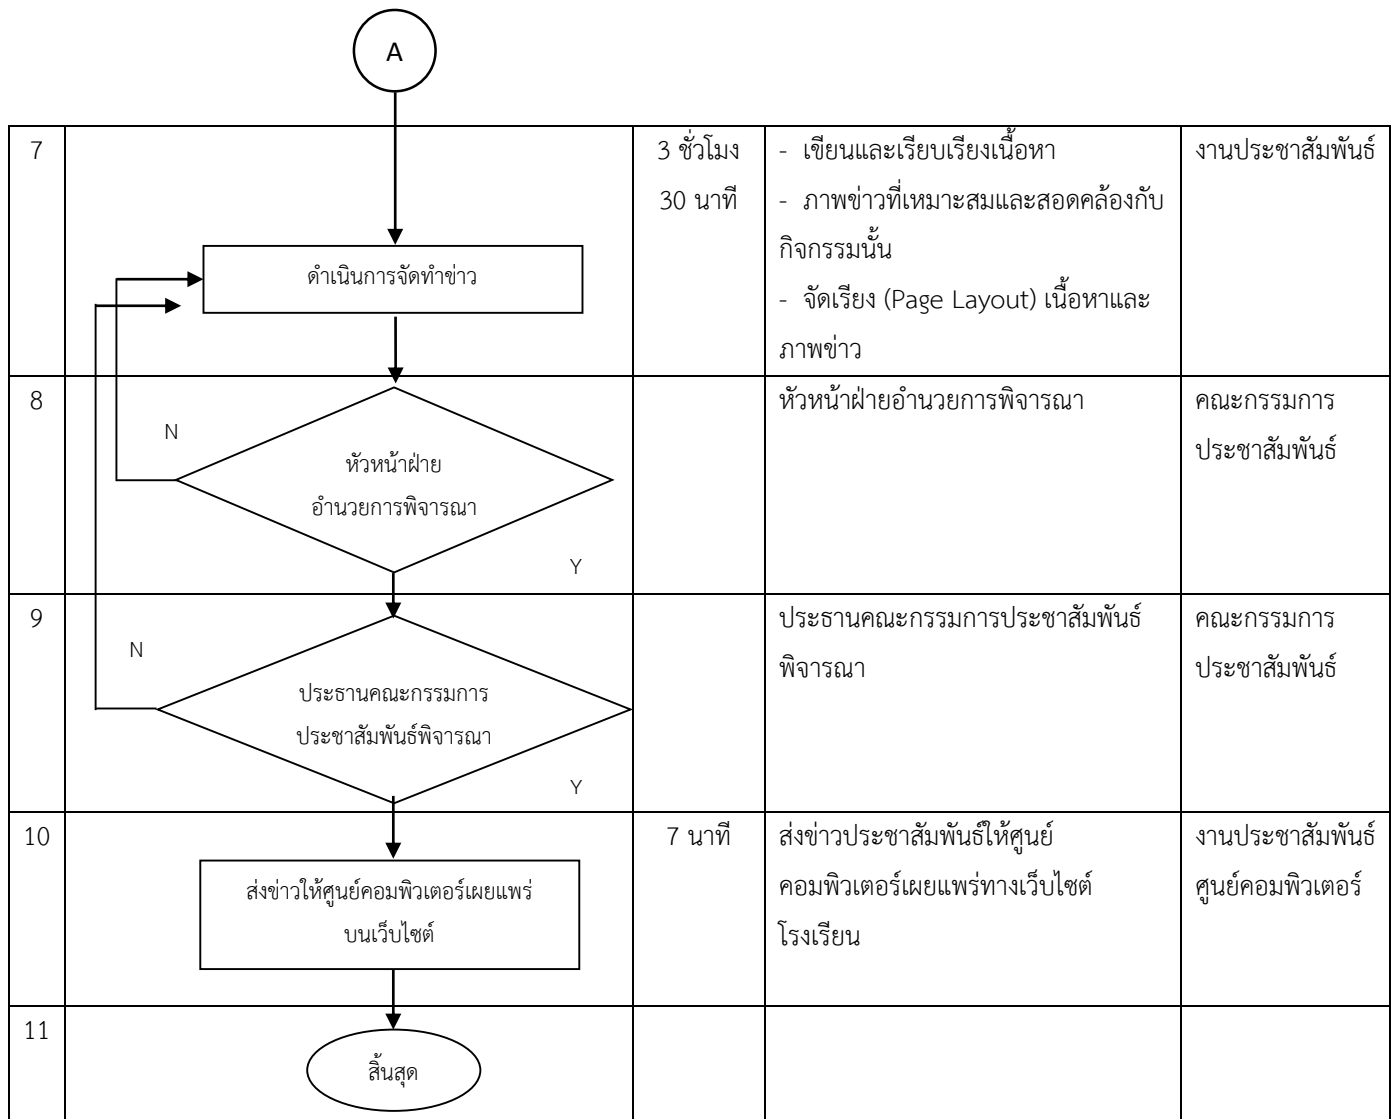 A
7
ดำเนินการจัดทำข่าว
3 ชั่วโมง
30 นาที
- เขียนและเรียบเรียงเนื้อหา
- ภาพข่าวที่เหมาะสมและสอดคล้องกับ
กิจกรรมนั้น
- จัดเรียง (Page Layout) เนื้อหาและ
ภาพข่าว
งานประชาสัมพันธ์
8
N
หัวหน้าฝ่าย
อำนวยการพิจารณา
Y
หัวหน้าฝ่ายอำนวยการพิจารณา
คณะกรรมการ
ประชาสัมพันธ์
9
N
ประธานคณะกรรมการ
ประชาสัมพันธ์พิจารณา
Y
ประธานคณะกรรมการประชาสัมพันธ์
พิจารณา
คณะกรรมการ
ประชาสัมพันธ์
10
ส่งข่าวให้ศูนย์คอมพิวเตอร์เผยแพร่
บนเว็บไซต์
7 นาที
ส่งข่าวประชาสัมพันธ์ให้ศูนย์
คอมพิวเตอร์เผยแพร่ทางเว็บไซต์
โรงเรียน
งานประชาสัมพันธ์
ศูนย์คอมพิวเตอร์
11
สิ้นสุด